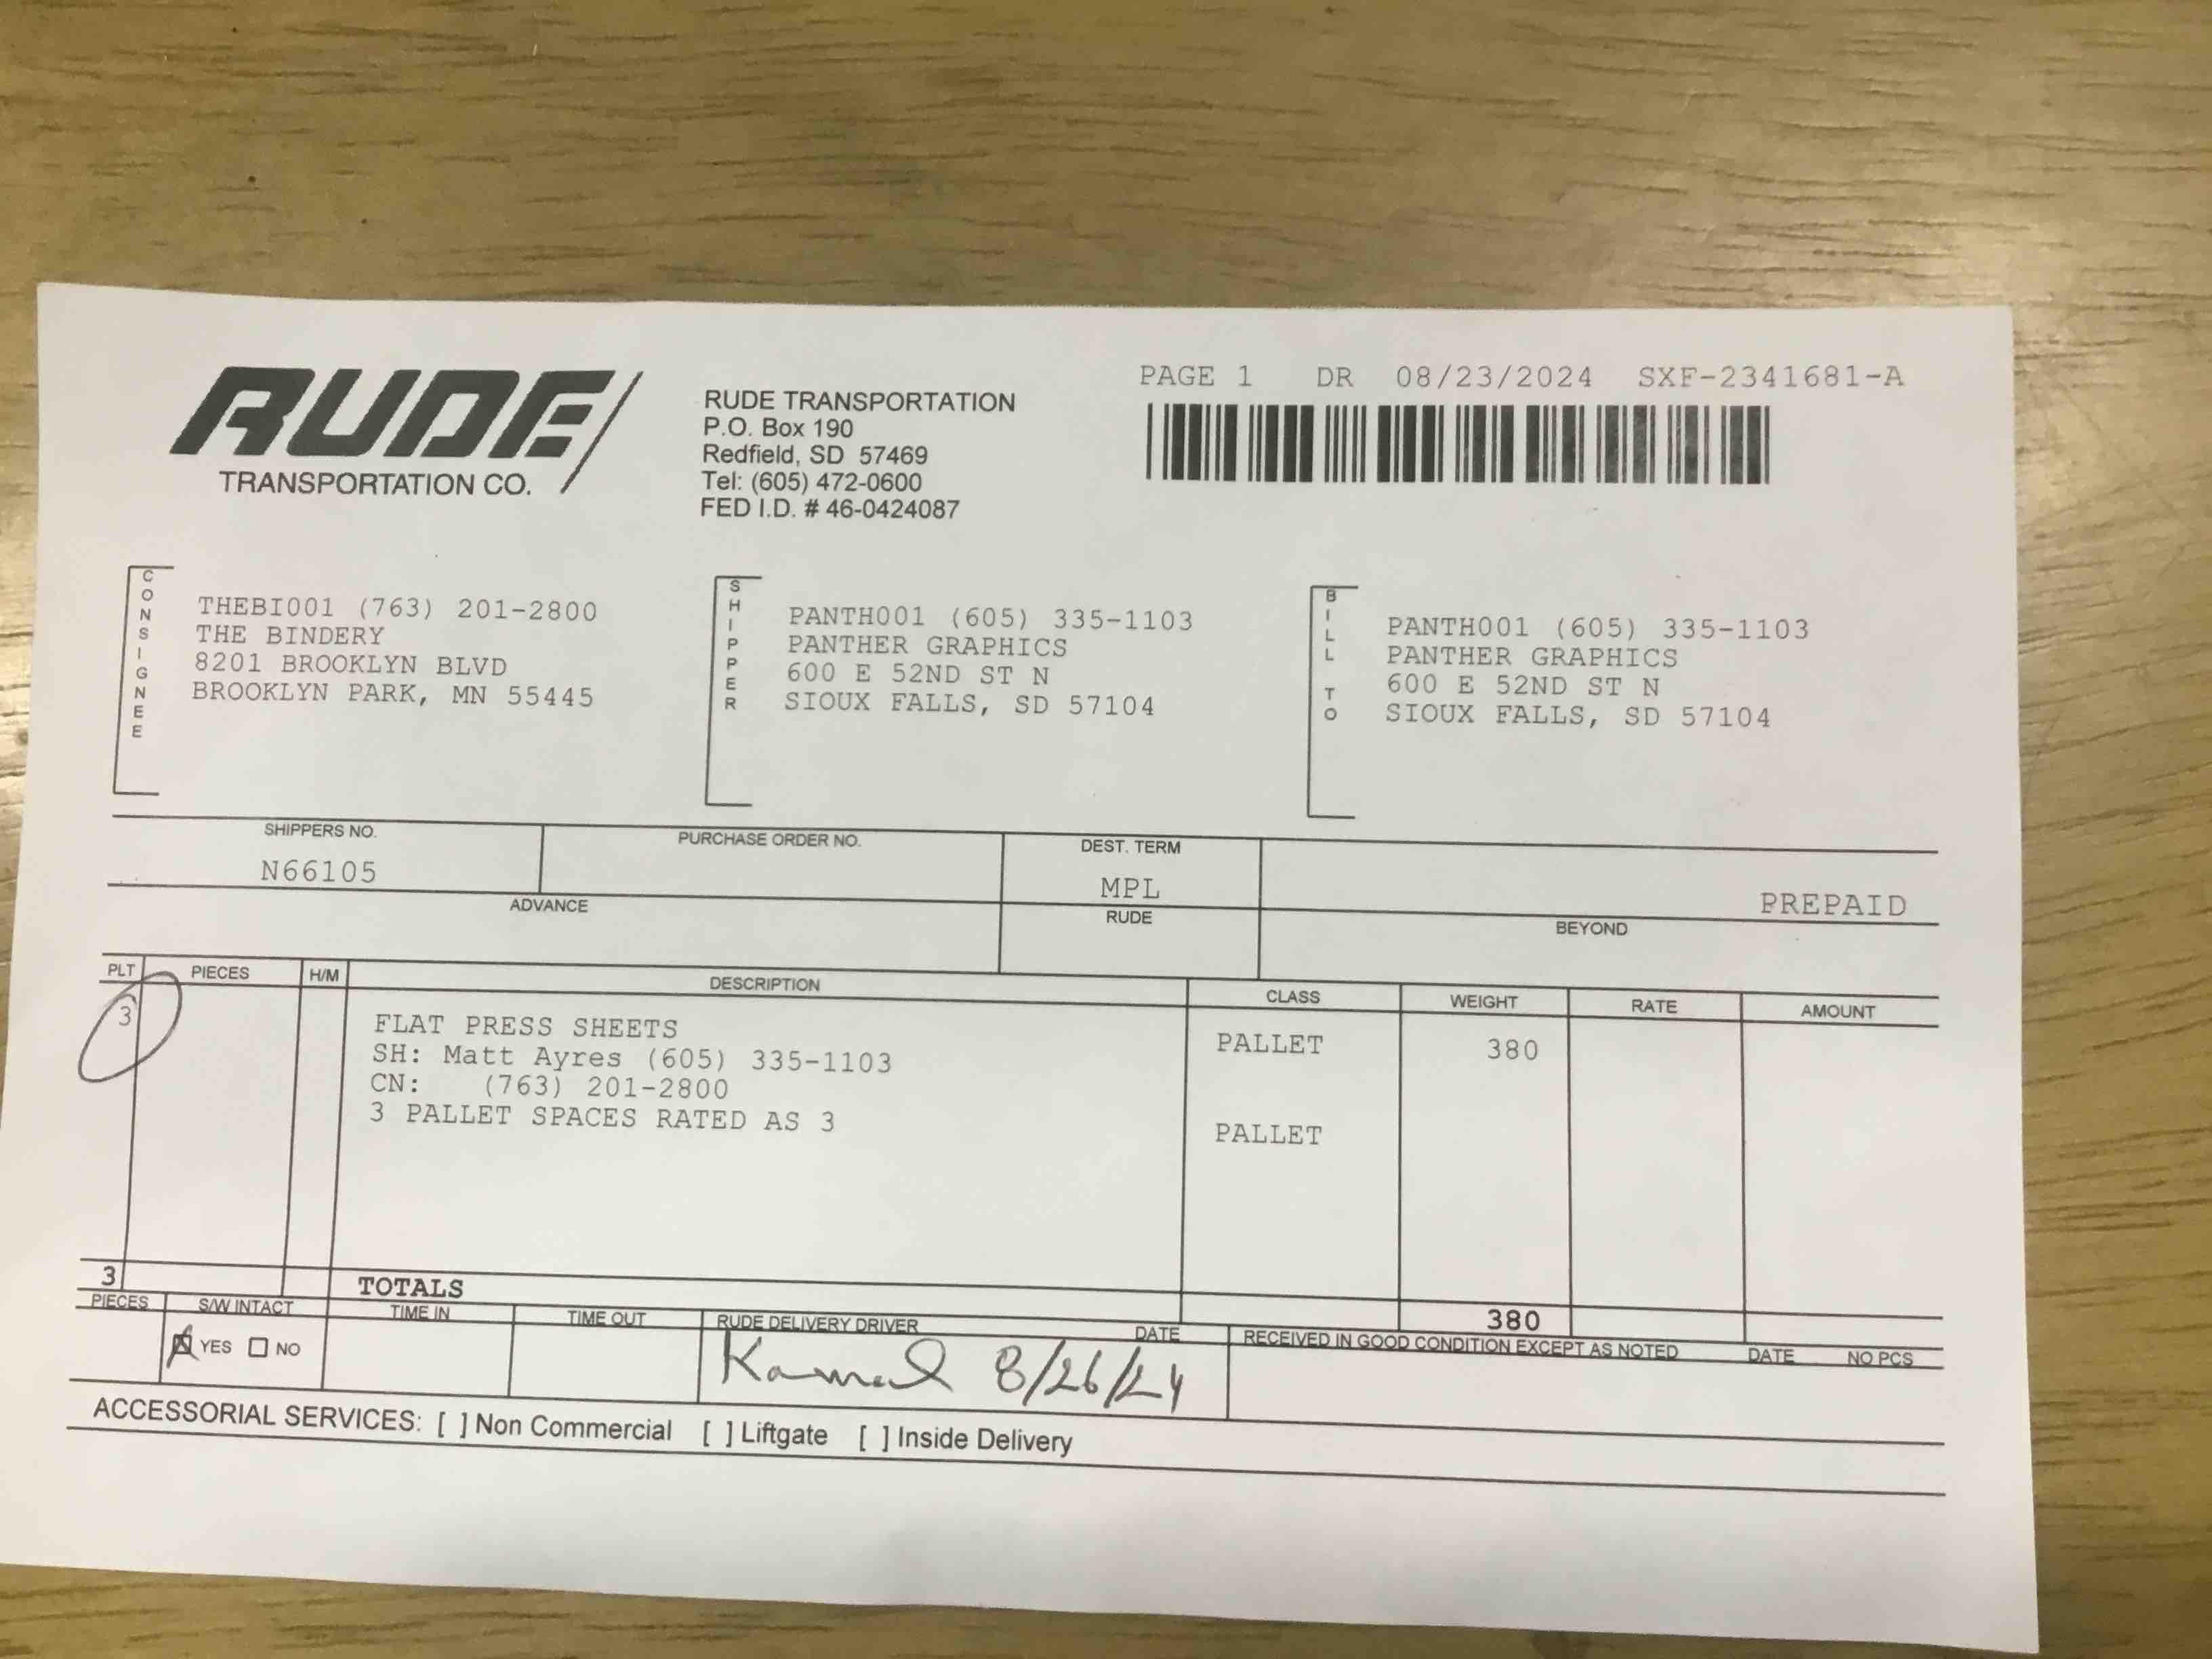 RUDE
TRANSPORTATION CO.
RUDE TRANSPORTATION
P.O. Box 190
Redfield, SD 57469
Tel: (605) 472-0600
FED I.D. # 46-0424087
PAGE 1 DR 08/23/2024 SXF-2341681-A
CONSIGNEE
THEBI001 (763) 201-2800
THE BINDERY
8201 BROOKLYN BLVD
BROOKLYN PARK, MN 55445
SHIPPER
PANTH001 (605) 335-1103
PANTHER GRAPHICS
600 E 52ND ST N
SIOUX FALLS, SD 57104
BILL TO
PANTH001 (605) 335-1103
PANTHER GRAPHICS
600 E 52ND ST N
SIOUX FALLS, SD 57104
SHIPPERS NO. PURCHASE ORDER NO. DEST. TERM
N66105 MPL PREPAID
ADVANCE RUDE BEYOND
PLT PIECES H/M DESCRIPTION CLASS WEIGHT RATE AMOUNT
3 FLAT PRESS SHEETS PALLET 380
SH: Matt Ayres (605) 335-1103
CN: (763) 201-2800
3 PALLET SPACES RATED AS 3 PALLET
3 TOTALS 380
PIECES S/W INTACT TIME IN TIME OUT RUDE DELIVERY DRIVER DATE RECEIVED IN GOOD CONDITION EXCEPT AS NOTED DATE NO PCS
YES NO Kamal 8/26/24
ACCESSORIAL SERVICES: [ ] Non Commercial [ ] Liftgate [ ] Inside Delivery